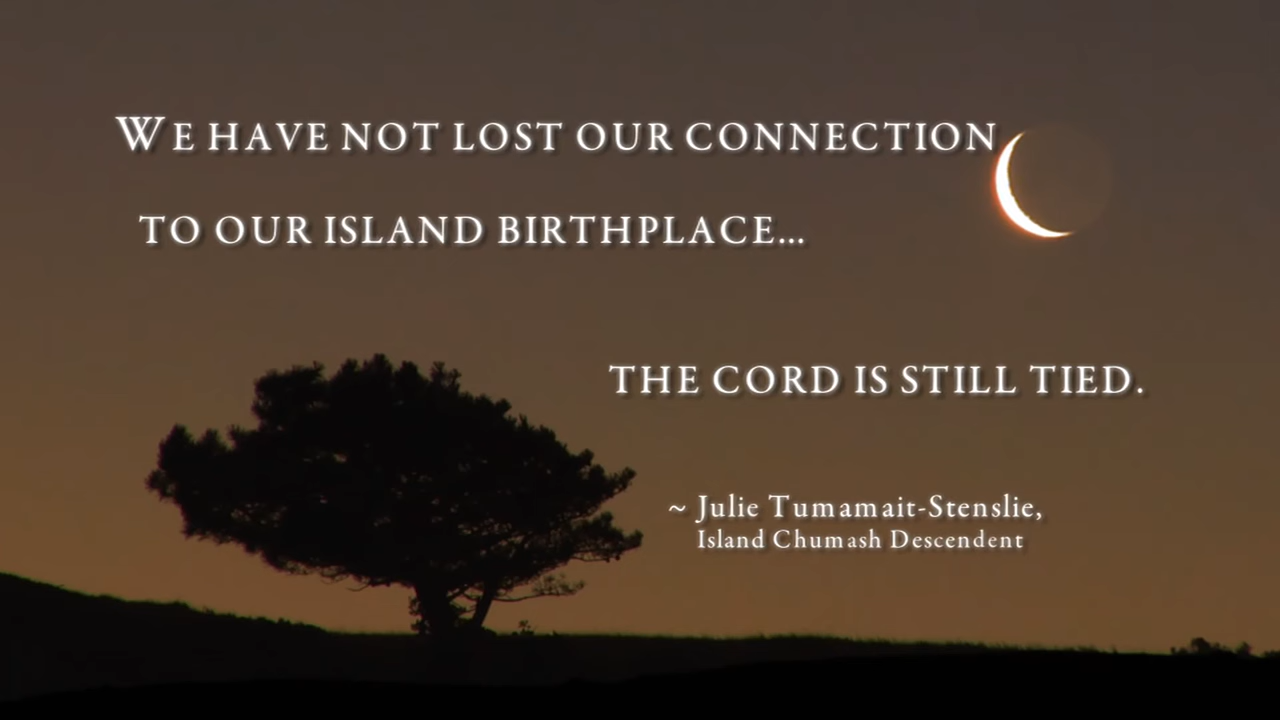 WE HAVE NOT LOST OUR CONNECTION
TO OUR ISLAND BIRTHPLACE...
THE CORD IS STILL TIED.
~ Julie Tumamait-Stenslie,
Island Chumash Descendent